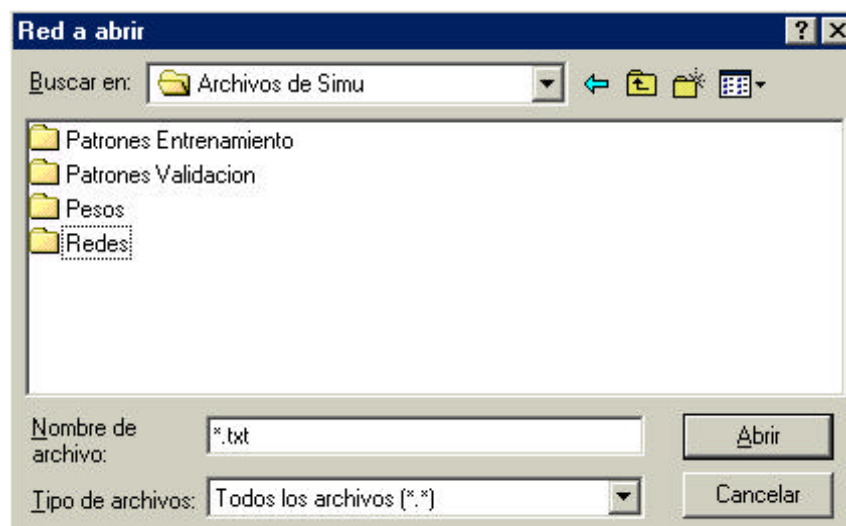 Red a abrir
Buscar en: Archivos de Simu
Patrones Entrenamiento
Patrones Validacion
Pesos
Redes
Nombre de archivo: *.txt Abrir
Tipo de archivos: Todos los archivos (*.*) Cancelar